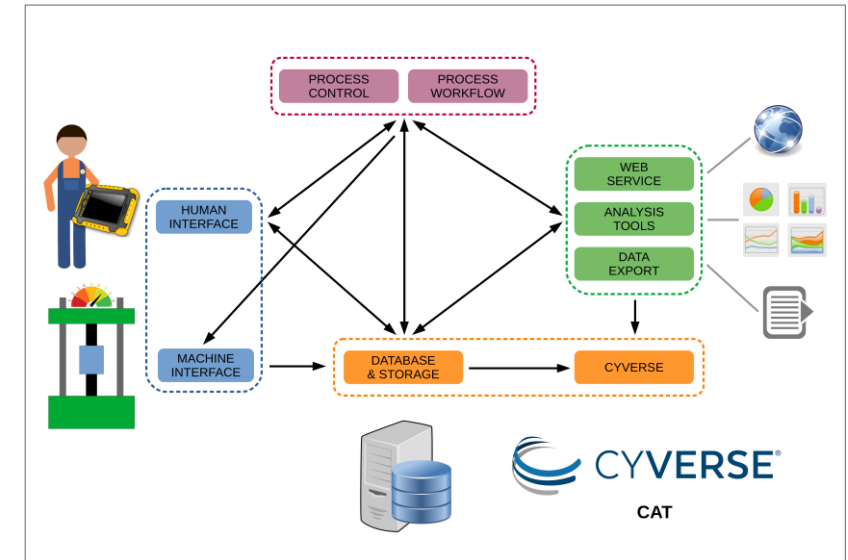 PROCESS
CONTROL
PROCESS
WORKFLOW
WEB
SERVICE
HUMAN
INTERFACE
ANALYSIS
TOOLS
DATA
EXPORT
MACHINE
INTERFACE
DATABASE
& STORAGE
CYVERSE
CYVERSE®
CAT